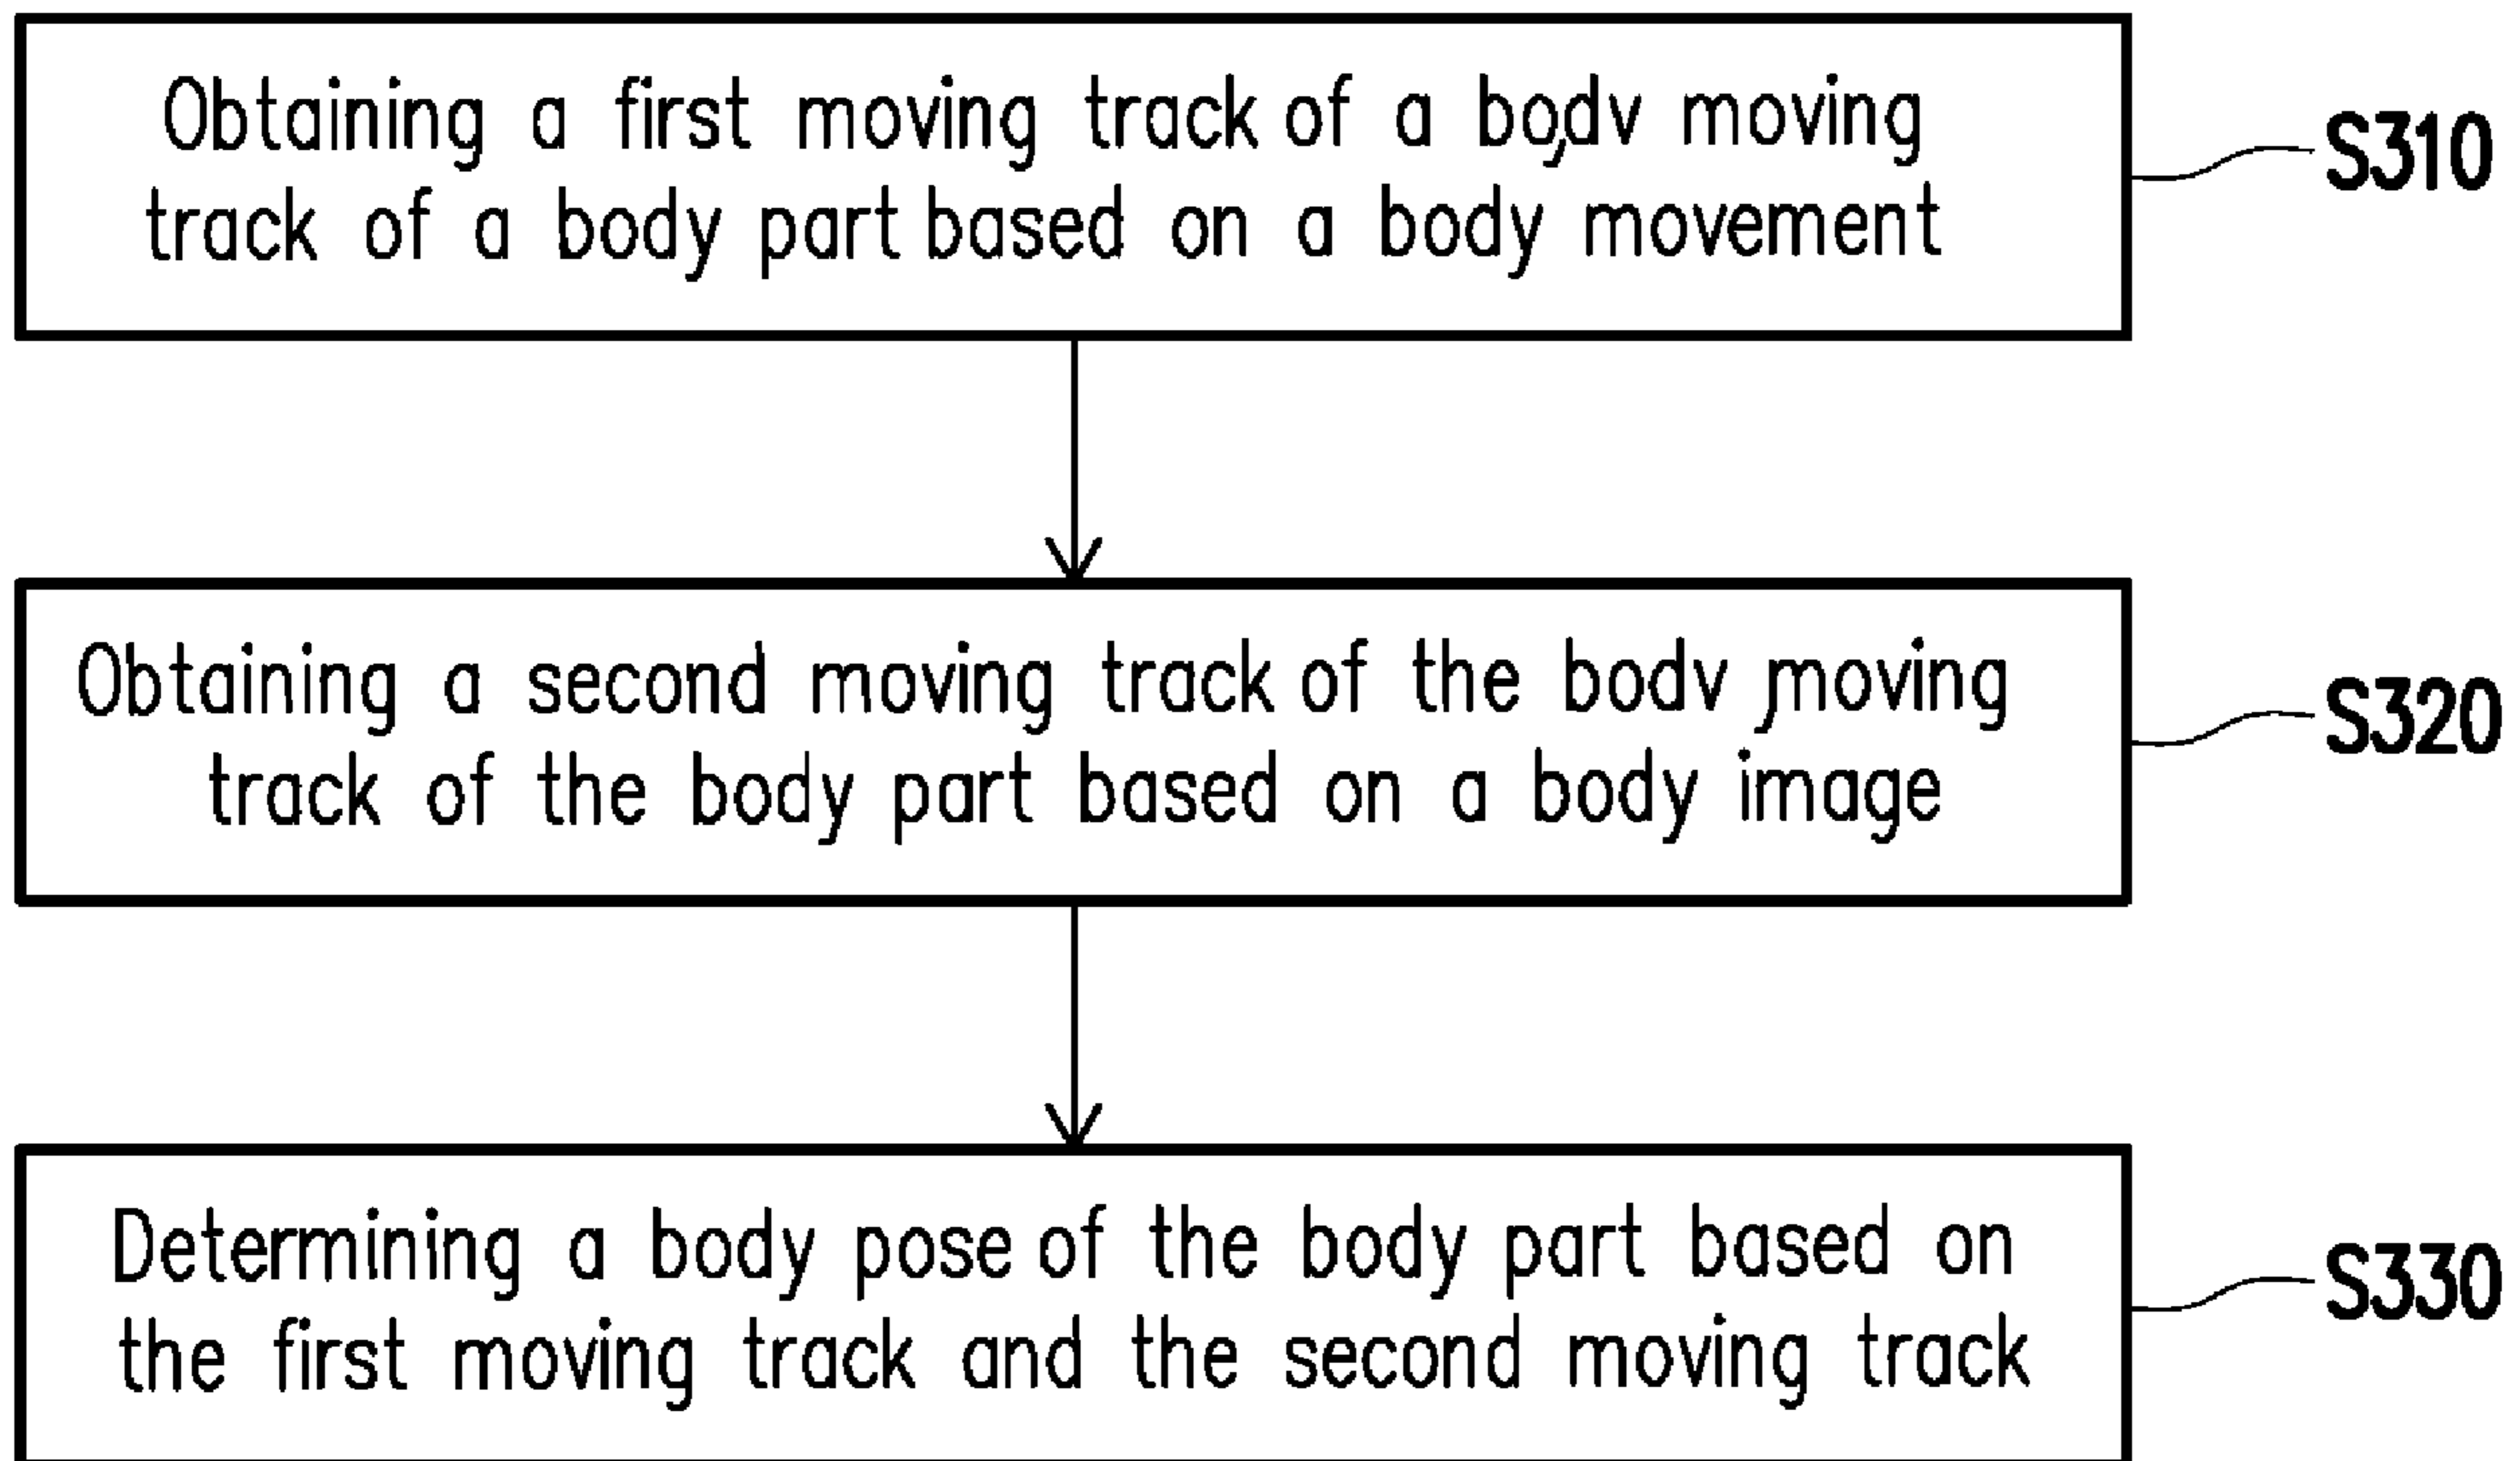 Obtaining a first moving track of a body moving
track of a body part based on a body movement
S310
Obtaining a second moving track of the body moving
track of the body part based on a body image
S320
Determining a body pose of the body part based on
the first moving track and the second moving track
S330